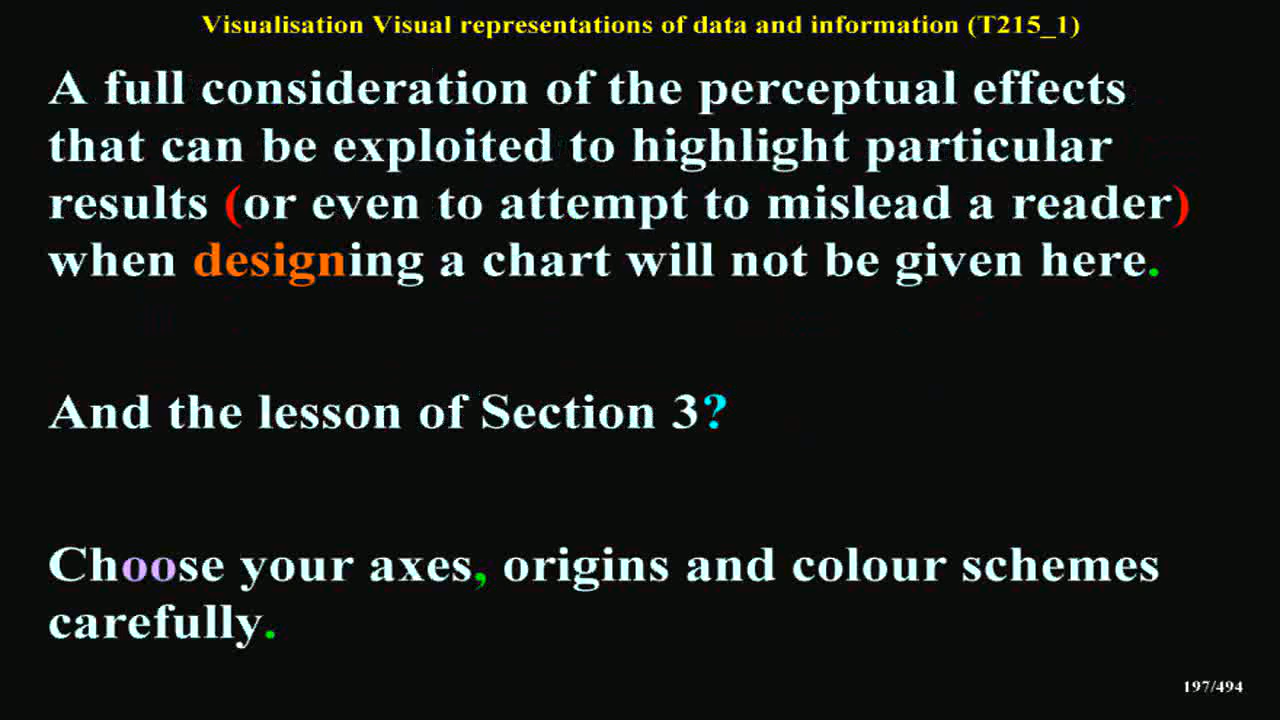 Visualisation Visual representations of data and information (T215_1)
A full consideration of the perceptual effects
that can be exploited to highlight particular
results (or even to attempt to mislead a reader)
when designing a chart will not be given here.
And the lesson of Section 3?
Choose your axes, origins and colour schemes
carefully.
197/494